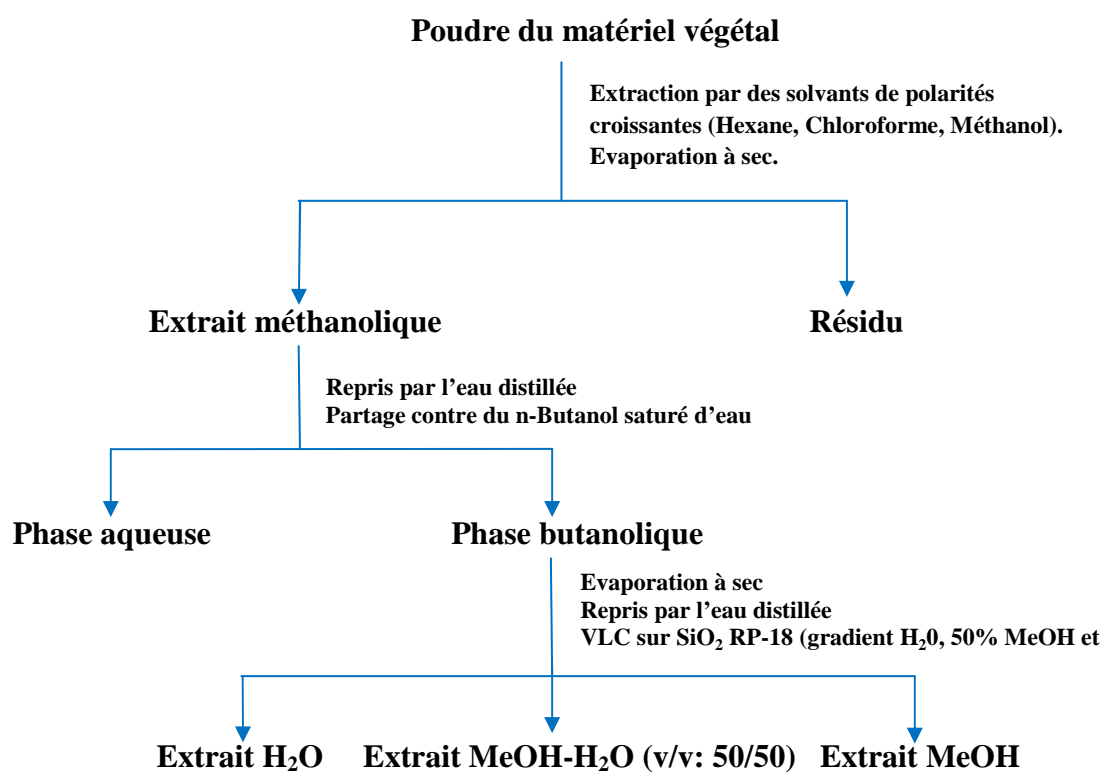 Poudre du matériel végétal
Extraction par des solvants de polarités
croissantes (Hexane, Chloroforme, Méthanol).
Evaporation à sec.
Extrait méthanolique
Résidu
Repris par l’eau distillée
Partage contre du n-Butanol saturé d’eau
Phase aqueuse
Phase butanolique
Evaporation à sec
Repris par l’eau distillée
VLC sur SiO₂ RP-18 (gradient H₂0, 50% MeOH et
Extrait H₂O
Extrait MeOH-H₂O (v/v: 50/50)
Extrait MeOH